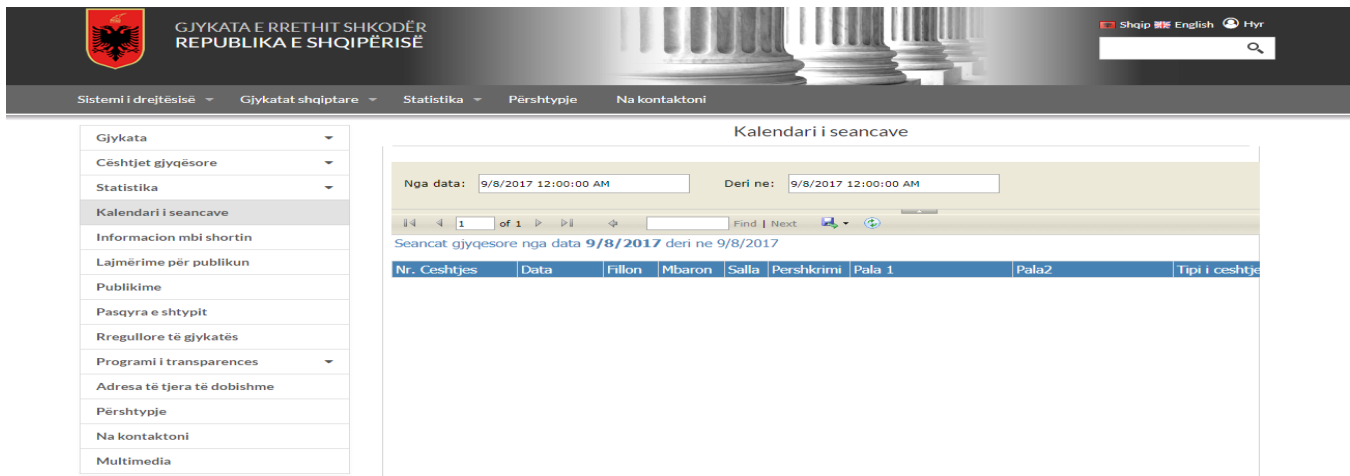 GJYKATA E RRETHIT SHKODËR
REPUBLIKA E SHQIPËRISË
Shqip English Hyr
Sistemi i drejtësisë Gjykatat shqiptare Statistika Përshtypje Na kontaktoni
Gjykata
Cështjet gjyqësore
Statistika
Kalendari i seancave
Informacion mbi shortin
Lajmërime për publikun
Publikime
Pasqyra e shtypit
Rregullore të gjykatës
Programi i transparences
Adresa të tjera të dobishme
Përshtypje
Na kontaktoni
Multimedia
Kalendari i seancave
Nga data: 9/8/2017 12:00:00 AM Deri ne: 9/8/2017 12:00:00 AM
1 of 1 Find | Next
Seancat gjyqesore nga data 9/8/2017 deri ne 9/8/2017
Nr. Ceshtjes Data Fillon Mbaron Salla Pershkrimi Pala 1 Pala2 Tipi i ceshtje